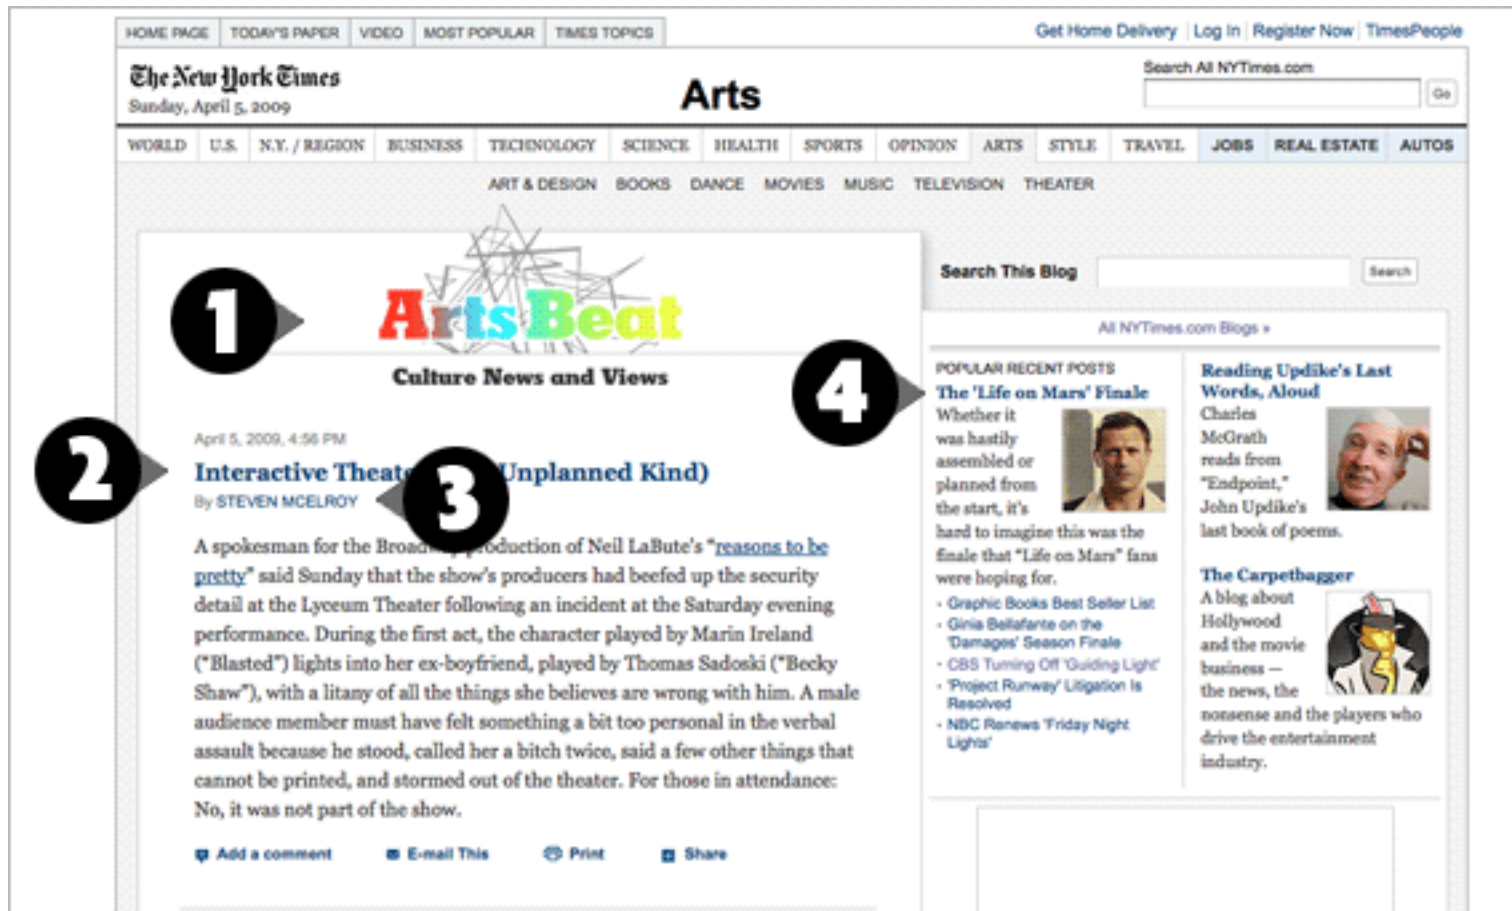 HOME PAGE TODAY'S PAPER VIDEO MOST POPULAR TIMES TOPICS
Get Home Delivery Log In Register Now TimesPeople
The New York Times
Sunday, April 5, 2009
Arts
Search All NYTimes.com
Go
WORLD U.S. N.Y. / REGION BUSINESS TECHNOLOGY SCIENCE HEALTH SPORTS OPINION ARTS STYLE TRAVEL JOBS REAL ESTATE AUTOS
ART & DESIGN BOOKS DANCE MOVIES MUSIC TELEVISION THEATER
1
Arts Beat
Culture News and Views
2
April 5, 2009, 4:56 PM
Interactive Theat Unplanned Kind)
By STEVEN MCELROY
3
A spokesman for the Broadway production of Neil LaBute's “reasons to be
pretty” said Sunday that the show's producers had beefed up the security
detail at the Lyceum Theater following an incident at the Saturday evening
performance. During the first act, the character played by Marin Ireland
(“Blasted”) lights into her ex-boyfriend, played by Thomas Sadoski (“Becky
Shaw”), with a litany of all the things she believes are wrong with him. A male
audience member must have felt something a bit too personal in the verbal
assault because he stood, called her a bitch twice, said a few other things that
cannot be printed, and stormed out of the theater. For those in attendance:
No, it was not part of the show.
Add a comment E-mail This Print Share
Search This Blog Search
All NYTimes.com Blogs »
4
POPULAR RECENT POSTS
The 'Life on Mars' Finale
Whether it
was hastily
assembled or
planned from
the start, it's
hard to imagine this was the
finale that “Life on Mars” fans
were hoping for.
Graphic Books Best Seller List
Ginia Bellafante on the
'Damages' Season Finale
CBS Turning Off 'Guiding Light'
'Project Runway' Litigation Is
Resolved
NBC Renews 'Friday Night
Lights'
Reading Updike's Last
Words, Aloud
Charles
McGrath
reads from
“Endpoint,”
John Updike's
last book of poems.
The Carpetbagger
A blog about
Hollywood
and the movie
business —
the news, the
nonsense and the players who
drive the entertainment
industry.